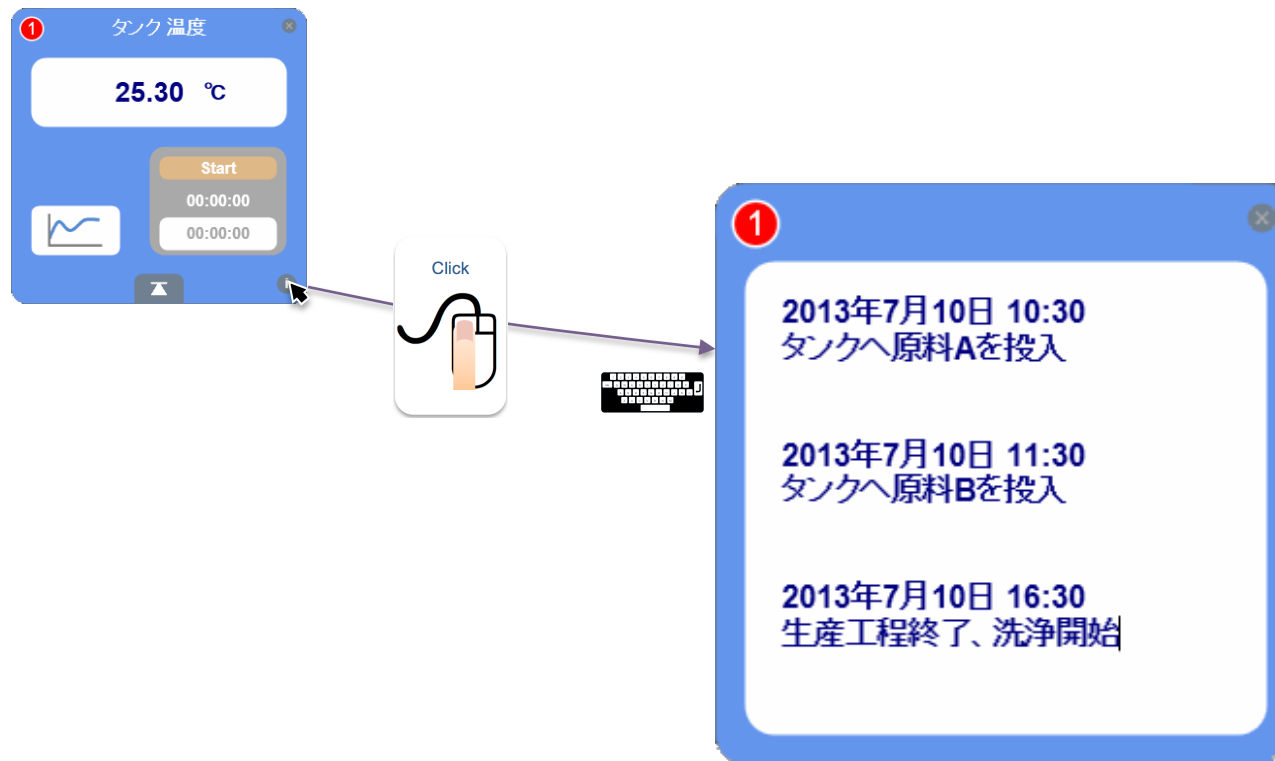 1
タンク 温度
25.30 ℃
Start
00:00:00
00:00:00
Click
1
2013年7月10日 10:30
タンクへ原料Aを投入
2013年7月10日 11:30
タンクへ原料Bを投入
2013年7月10日 16:30
生産工程終了、洗浄開始